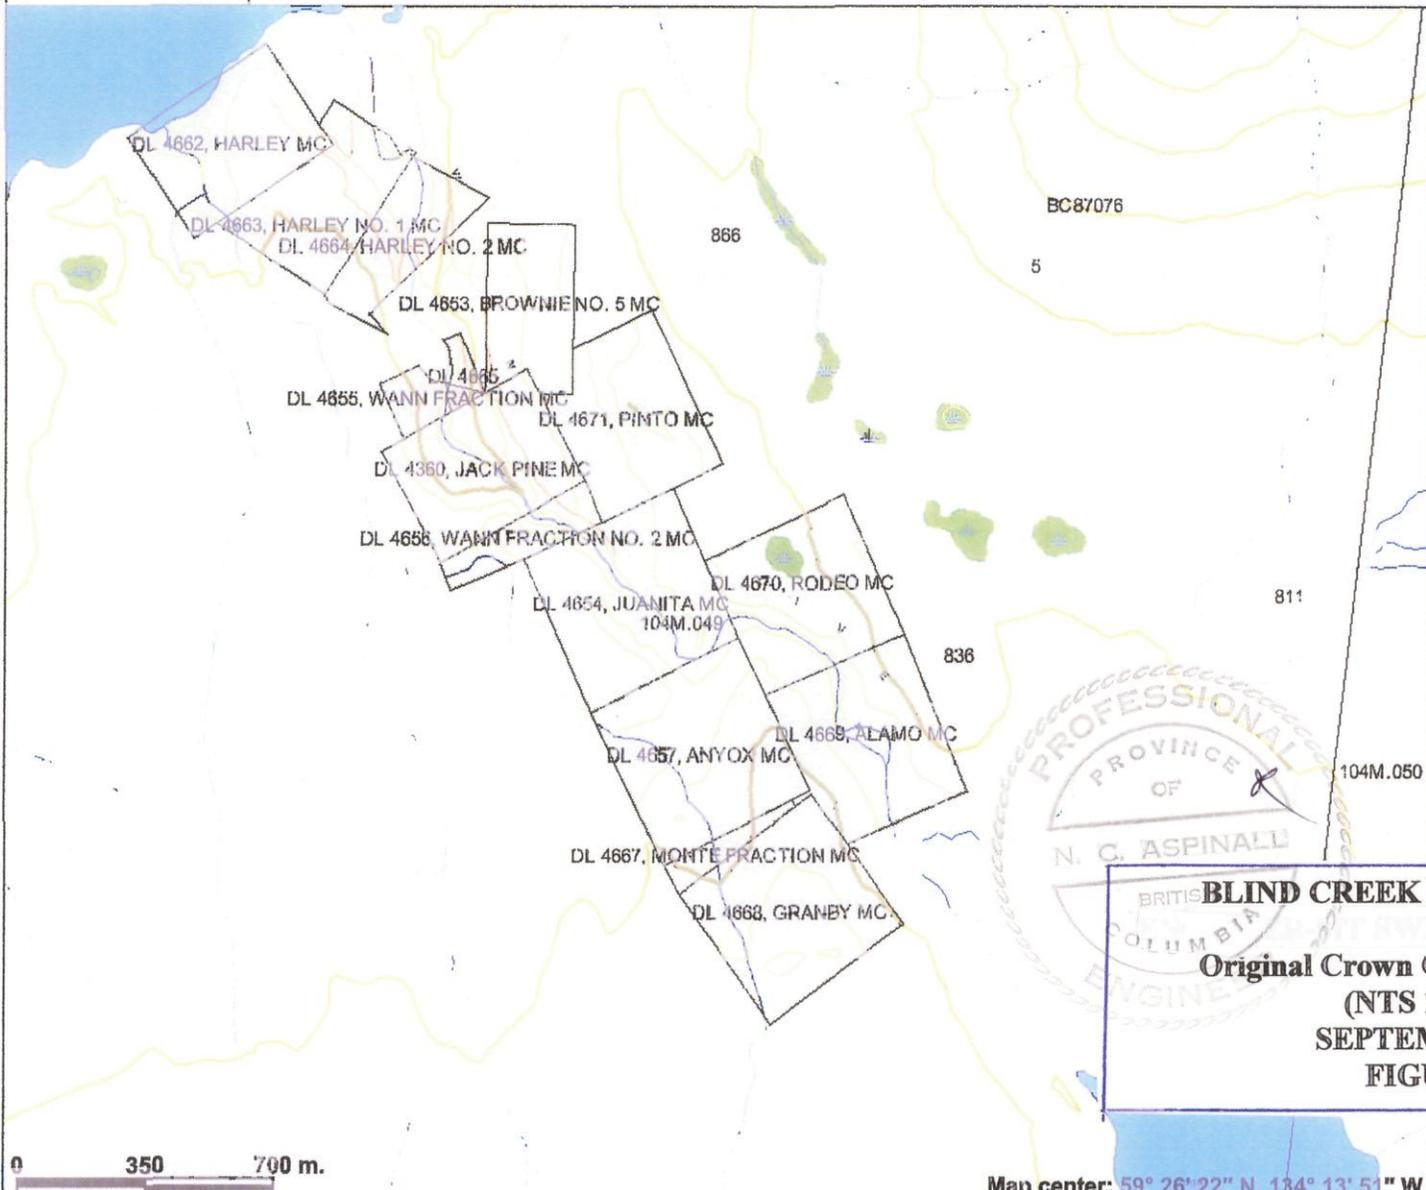 DL 4662, HARLEY MC
DL 4663, HARLEY NO. 1 MC
DL 4664, HARLEY NO. 2 MC
BC87076
866
5
DL 4653, BROWNIE NO. 5 MC
DL 4665
DL 4655, WANN FRACTION MC
DL 4671, PINTO MC
DL 4360, JACK PINE MC
DL 4656, WANN FRACTION NO. 2 MC
DL 4670, RODEO MC
DL 4654, JUANITA MC
104M.049
811
836
DL 4669, ALAMO MC
DL 4657, ANYOX MC
104M.050
DL 4667, MONTE FRACTION MC
DL 4668, GRANBY MC
PROFESSIONAL
PROVINCE
OF
N. C. ASPINALL
BRITIS
COLUMBIA
ENGINE
BLIND CREEK
Original Crown
(NTS
SEPTEM
FIGU
0 350 700 m.
Map center: 59° 26' 22" N, 134° 13' 51" W